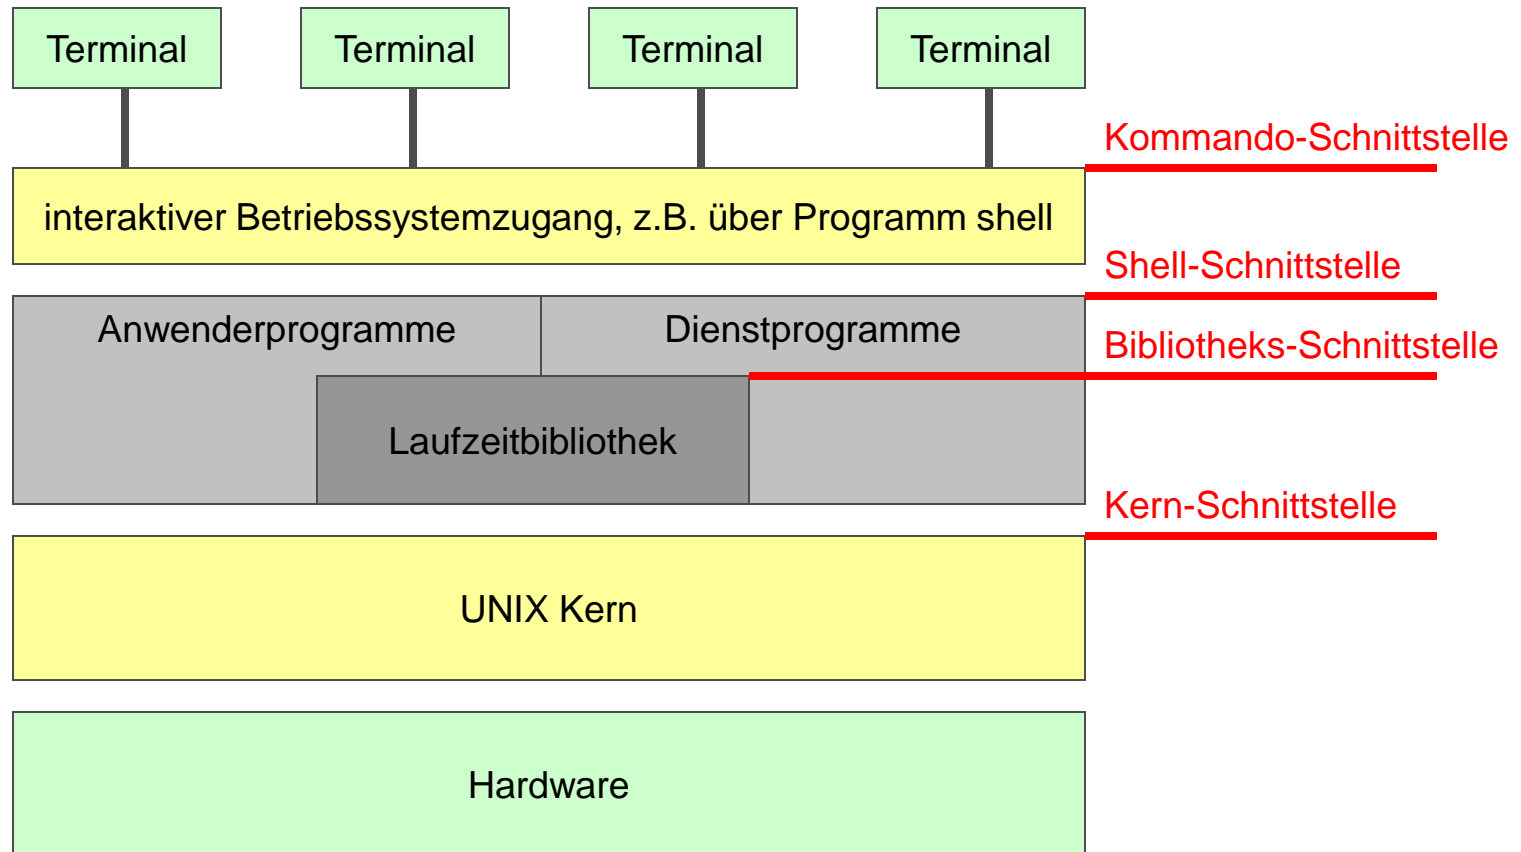 Terminal Terminal Terminal Terminal
Kommando-Schnittstelle
interaktiver Betriebssystemzugang, z.B. über Programm shell
Shell-Schnittstelle
Anwenderprogramme Dienstprogramme
Bibliotheks-Schnittstelle
Laufzeitbibliothek
Kern-Schnittstelle
UNIX Kern
Hardware